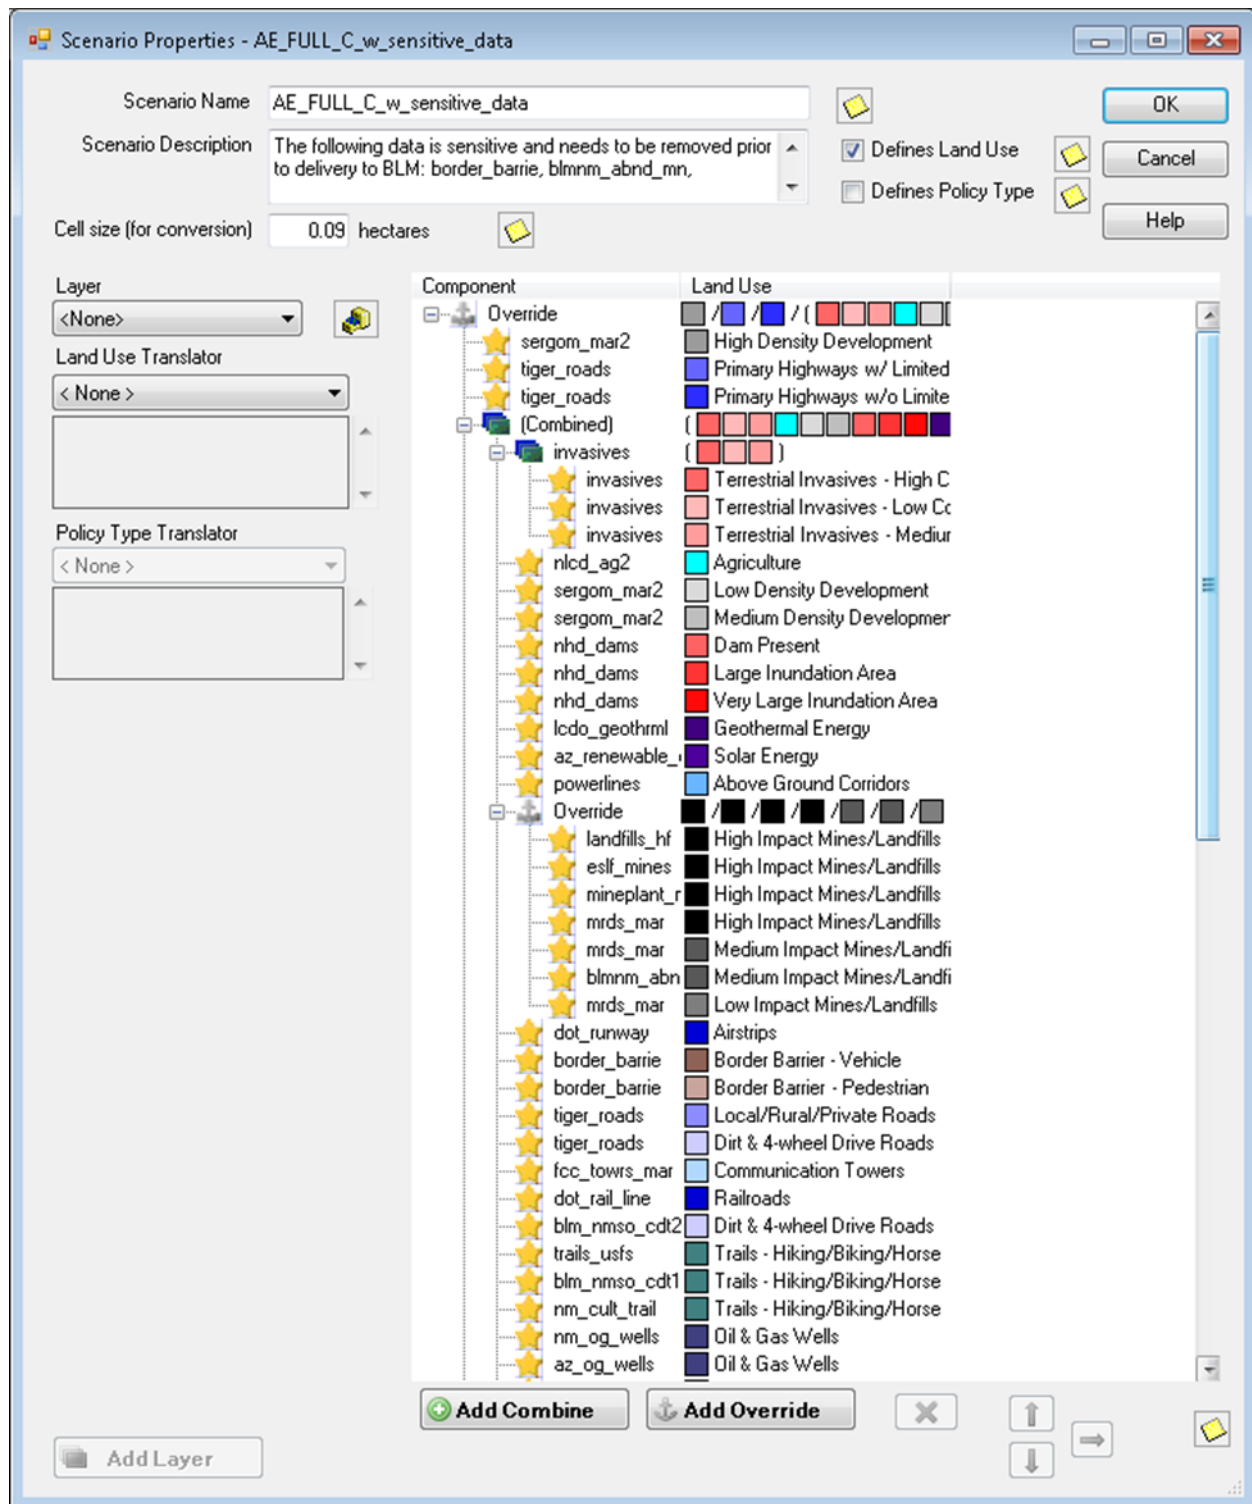 Scenario Properties - AE_FULL_C_w_sensitive_data
Scenario Name AE_FULL_C_w_sensitive_data OK
Scenario Description The following data is sensitive and needs to be removed prior
to delivery to BLM: border_barrie, blmnm_abnd_mn,
Defines Land Use Cancel
Defines Policy Type
Cell size (for conversion) 0.09 hectares Help
Layer
<None>
Land Use Translator
< None >
Policy Type Translator
< None >
Component Land Use
Override / / / (
sergom_mar2 High Density Development
tiger_roads Primary Highways w/ Limited
tiger_roads Primary Highways w/o Limite
(Combined) (
invasives ( )
invasives Terrestrial Invasives - High C
invasives Terrestrial Invasives - Low Co
invasives Terrestrial Invasives - Mediur
nlcd_ag2 Agriculture
sergom_mar2 Low Density Development
sergom_mar2 Medium Density Developmer
nhd_dams Dam Present
nhd_dams Large Inundation Area
nhd_dams Very Large Inundation Area
lcdo_geothrml Geothermal Energy
az_renewable_ Solar Energy
powerlines Above Ground Corridors
Override / / / / / /
landfills_hf High Impact Mines/Landfills
eslf_mines High Impact Mines/Landfills
mineplant_r High Impact Mines/Landfills
mrds_mar High Impact Mines/Landfills
mrds_mar Medium Impact Mines/Landfi
blmnm_abn Medium Impact Mines/Landfi
mrds_mar Low Impact Mines/Landfills
dot_runway Airstrips
border_barrie Border Barrier - Vehicle
border_barrie Border Barrier - Pedestrian
tiger_roads Local/Rural/Private Roads
tiger_roads Dirt & 4-wheel Drive Roads
fcc_towrs_mar Communication Towers
dot_rail_line Railroads
blm_nmso_cdt2 Dirt & 4-wheel Drive Roads
trails_usfs Trails - Hiking/Biking/Horse
blm_nmso_cdt1 Trails - Hiking/Biking/Horse
nm_cult_trail Trails - Hiking/Biking/Horse
nm_og_wells Oil & Gas Wells
az_og_wells Oil & Gas Wells
Add Combine Add Override
Add Layer